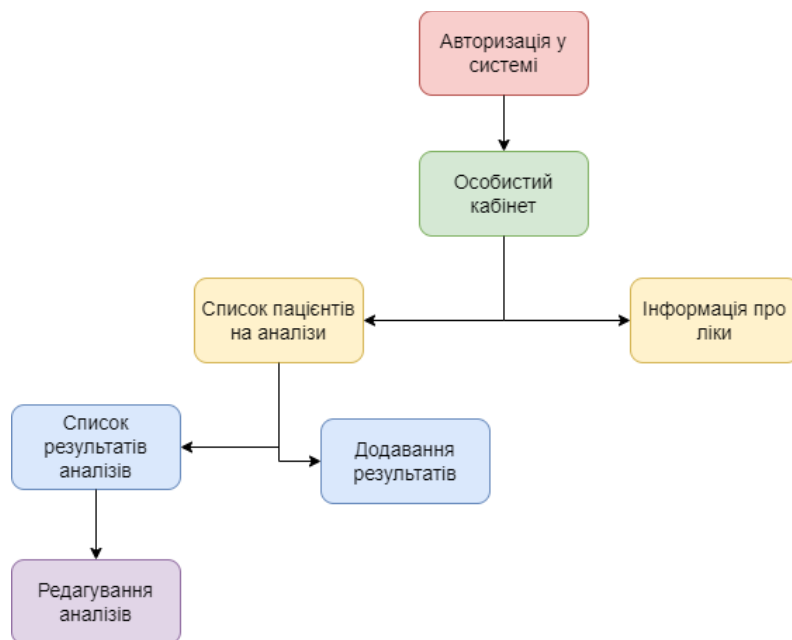 Авторизація у
системі
Особистий
кабінет
Список пацієнтів
на аналізи
Інформація про
ліки
Список
результатів
аналізів
Додавання
результатів
Редагування
аналізів